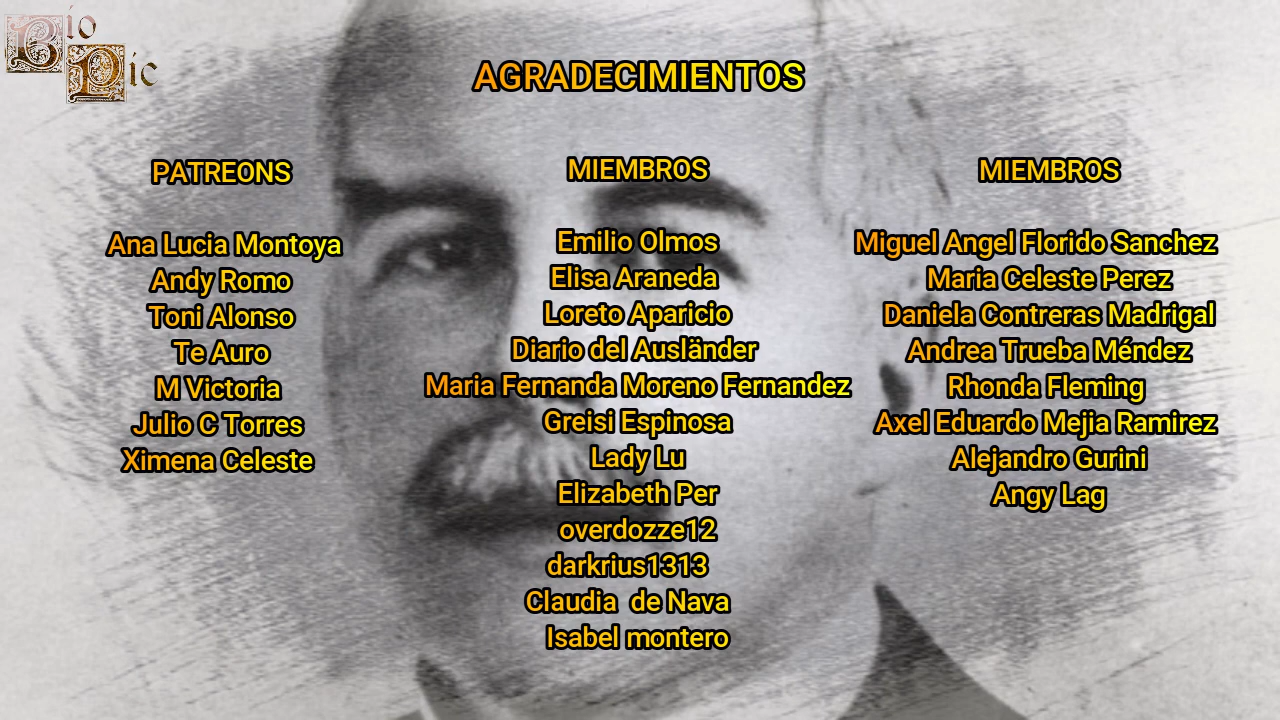 Bio
Pic
AGRADECIMIENTOS
PATREONS
Ana Lucia Montoya
Andy Romo
Toni Alonso
Te Auro
M Victoria
Julio C Torres
Ximena Celeste
MIEMBROS
Emilio Olmos
Elisa Araneda
Loreto Aparicio
Diario del Ausländer
Maria Fernanda Moreno Fernandez
Greisi Espinosa
Lady Lu
Elizabeth Per
overdozze12
darkrius1313
Claudia  de Nava
Isabel montero
MIEMBROS
Miguel Angel Florido Sanchez
Maria Celeste Perez
Daniela Contreras Madrigal
Andrea Trueba Méndez
Rhonda Fleming
Axel Eduardo Mejia Ramirez
Alejandro Gurini
Angy Lag